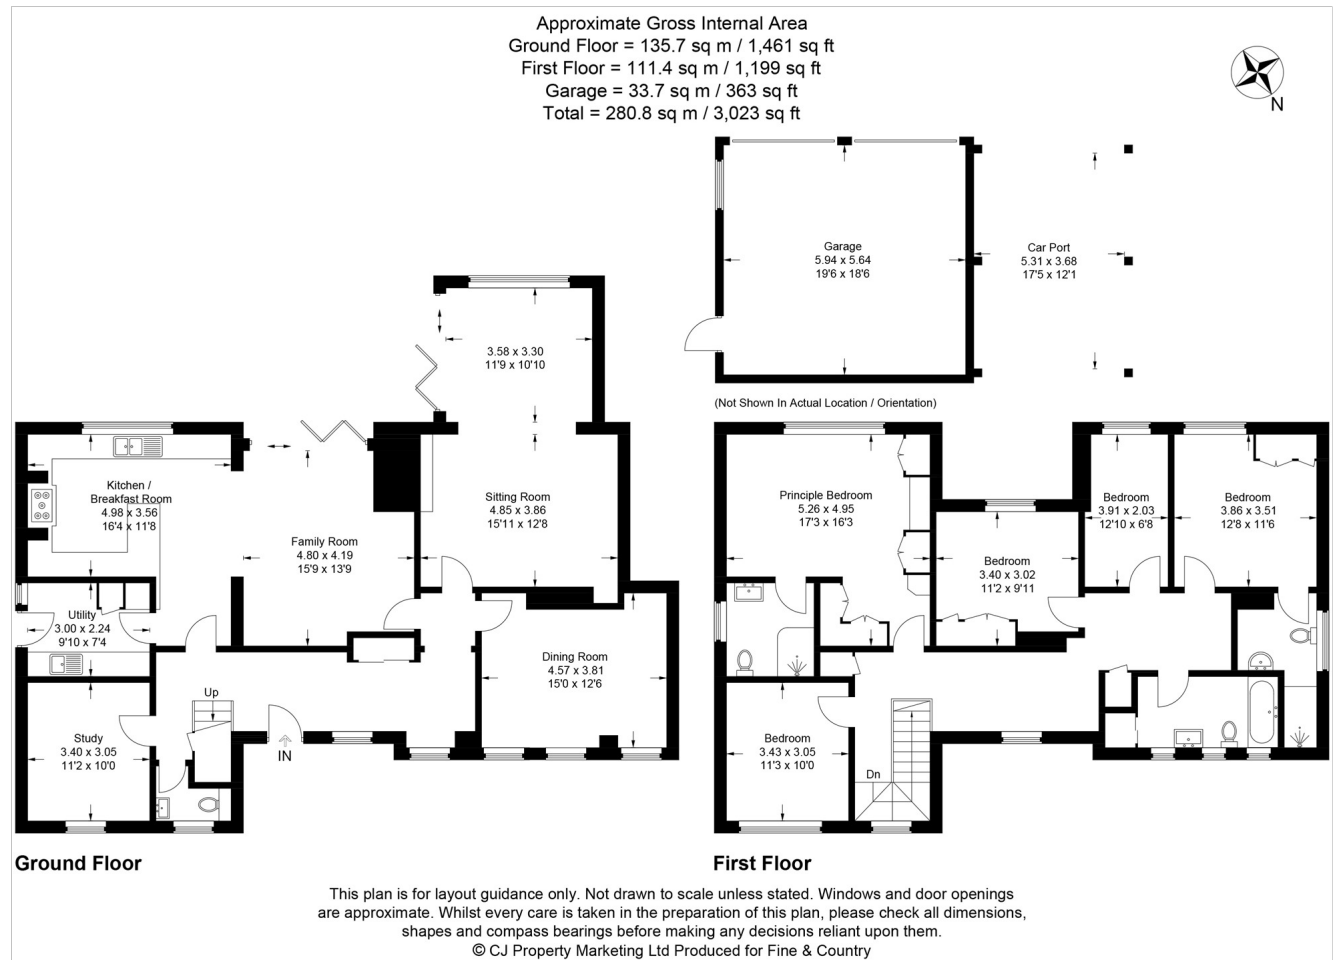 Approximate Gross Internal Area
Ground Floor = 135.7 sq m / 1,461 sq ft
First Floor = 111.4 sq m / 1,199 sq ft
Garage = 33.7 sq m / 363 sq ft
Total = 280.8 sq m / 3,023 sq ft
N
Garage
5.94 x 5.64
19'6 x 18'6
Car Port
5.31 x 3.68
17'5 x 12'1
(Not Shown In Actual Location / Orientation)
3.58 x 3.30
11'9 x 10'10
Kitchen /
Breakfast Room
4.98 x 3.56
16'4 x 11'8
Family Room
4.80 x 4.19
15'9 x 13'9
Sitting Room
4.85 x 3.86
15'11 x 12'8
Utility
3.00 x 2.24
9'10 x 7'4
Dining Room
4.57 x 3.81
15'0 x 12'6
Study
3.40 x 3.05
11'2 x 10'0
Up
IN
Ground Floor
Principle Bedroom
5.26 x 4.95
17'3 x 16'3
Bedroom
3.40 x 3.02
11'2 x 9'11
Bedroom
3.91 x 2.03
12'10 x 6'8
Bedroom
3.86 x 3.51
12'8 x 11'6
Bedroom
3.43 x 3.05
11'3 x 10'0
Dn
First Floor
This plan is for layout guidance only. Not drawn to scale unless stated. Windows and door openings
are approximate. Whilst every care is taken in the preparation of this plan, please check all dimensions,
shapes and compass bearings before making any decisions reliant upon them.
© CJ Property Marketing Ltd Produced for Fine & Country